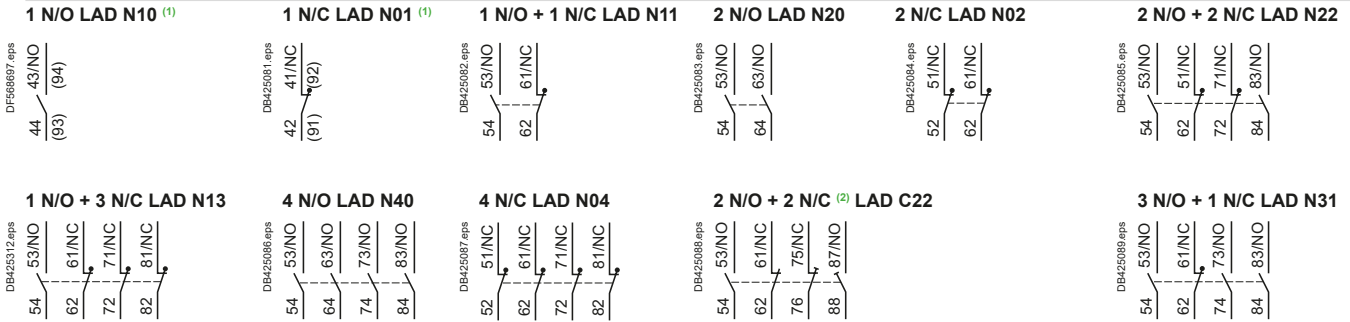 1 N/O LAD N10 (1)
1 N/C LAD N01 (1)
1 N/O + 1 N/C LAD N11
2 N/O LAD N20
2 N/C LAD N02
2 N/O + 2 N/C LAD N22
DF568697.eps
43/NO
(94)
44
(93)
DB425081.eps
41/NC
(92)
42
(91)
DB425082.eps
53/NO
61/NC
54
62
DB425083.eps
53/NO
63/NO
54
64
DB425084.eps
51/NC
61/NC
52
62
DB425085.eps
53/NO
51/NC
71/NC
83/NO
54
62
72
84
1 N/O + 3 N/C LAD N13
4 N/O LAD N40
4 N/C LAD N04
2 N/O + 2 N/C (2) LAD C22
3 N/O + 1 N/C LAD N31
DB425312.eps
53/NO
61/NC
71/NC
81/NC
54
62
72
82
DB425086.eps
53/NO
63/NO
73/NO
83/NO
54
64
74
84
DB425087.eps
51/NC
61/NC
71/NC
81/NC
52
62
72
82
DB425088.eps
53/NO
61/NC
75/NC
87/NO
54
62
76
88
DB425089.eps
53/NO
61/NC
73/NO
83/NO
54
62
74
84